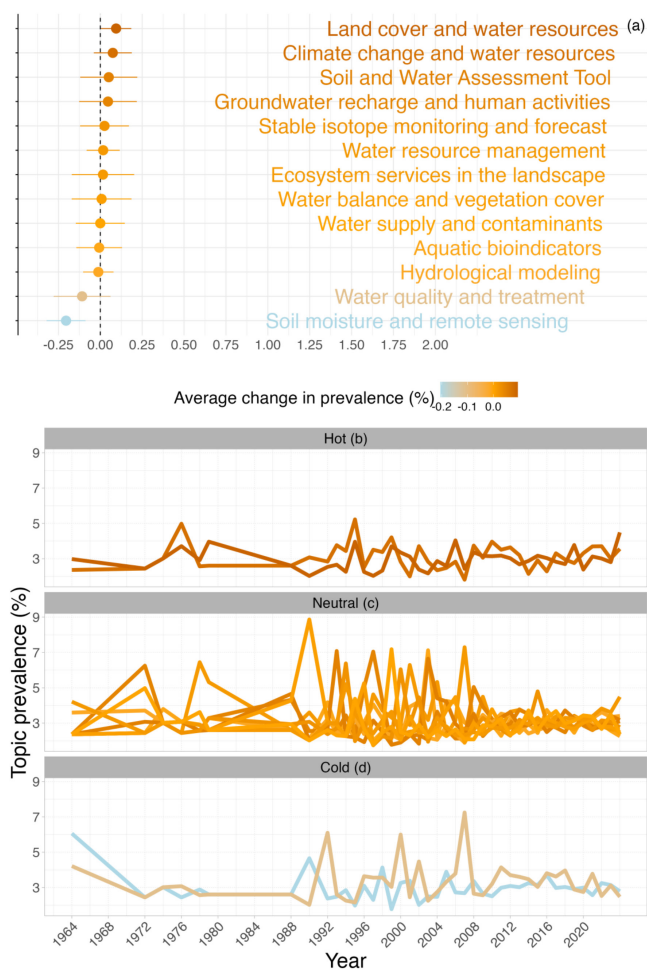 Land cover and water resources (a)
Climate change and water resources
Soil and Water Assessment Tool
Groundwater recharge and human activities
Stable isotope monitoring and forecast
Water resource management
Ecosystem services in the landscape
Water balance and vegetation cover
Water supply and contaminants
Aquatic bioindicators
Hydrological modeling
Water quality and treatment
Soil moisture and remote sensing
-0.25 0.00 0.25 0.50 0.75 1.00 1.25 1.50 1.75 2.00
Average change in prevalence (%)
-0.2 -0.1 0.0
Hot (b)
9
7
5
3
Neutral (c)
9
7
5
3
Topic prevalence (%)
Cold (d)
9
7
5
3
1964 1968 1972 1976 1980 1984 1988 1992 1996 2000 2004 2008 2012 2016 2020
Year